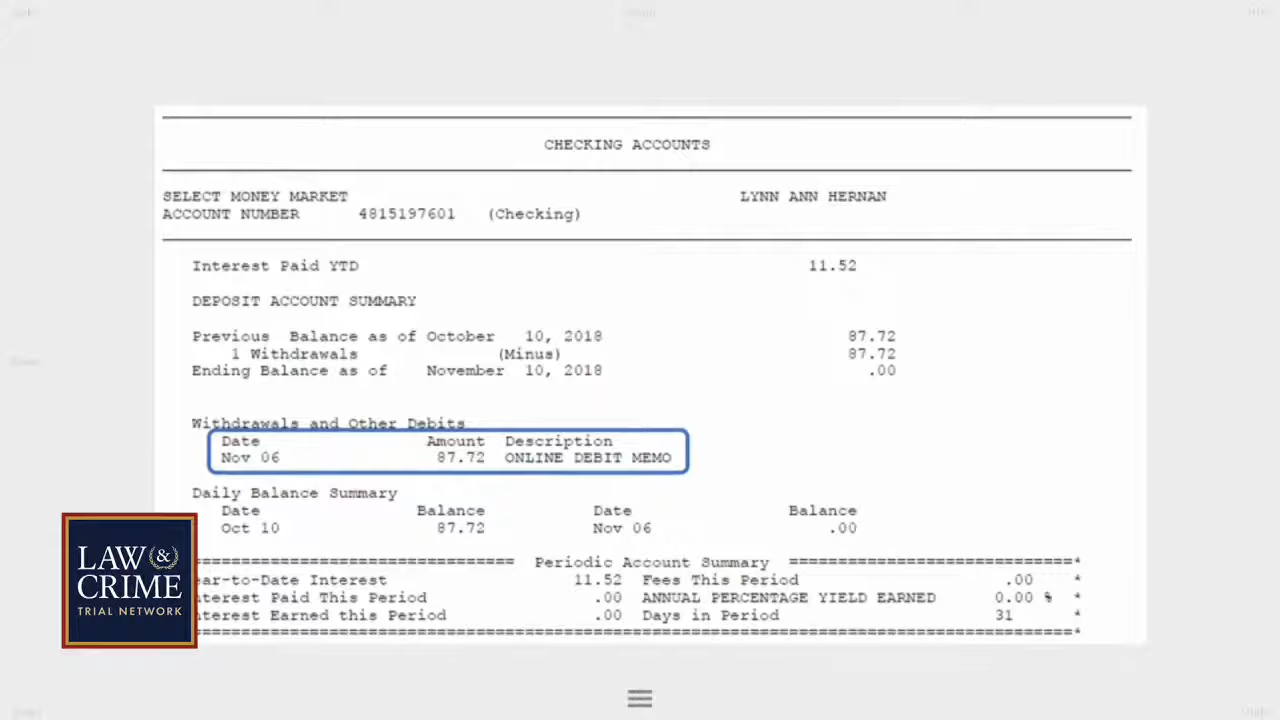 CHECKING ACCOUNTS
SELECT MONEY MARKET LYNN ANN HERNAN
ACCOUNT NUMBER 4815197601 (Checking)
Interest Paid YTD 11.52
DEPOSIT ACCOUNT SUMMARY
Previous Balance as of October 10, 2018 87.72
1 Withdrawals (Minus) 87.72
Ending Balance as of November 10, 2018 .00
Withdrawals and Other Debits
Date Amount Description
Nov 06 87.72 ONLINE DEBIT MEMO
Daily Balance Summary
Date Balance Date Balance
Oct 10 87.72 Nov 06 .00
================================= Periodic Account Summary =============================*
ear-to-Date Interest 11.52 Fees This Period .00 *
nterest Paid This Period .00 ANNUAL PERCENTAGE YIELD EARNED 0.00 % *
nterest Earned this Period .00 Days in Period 31 *
==========================================================================================*
LAW &
CRIME
TRIAL NETWORK